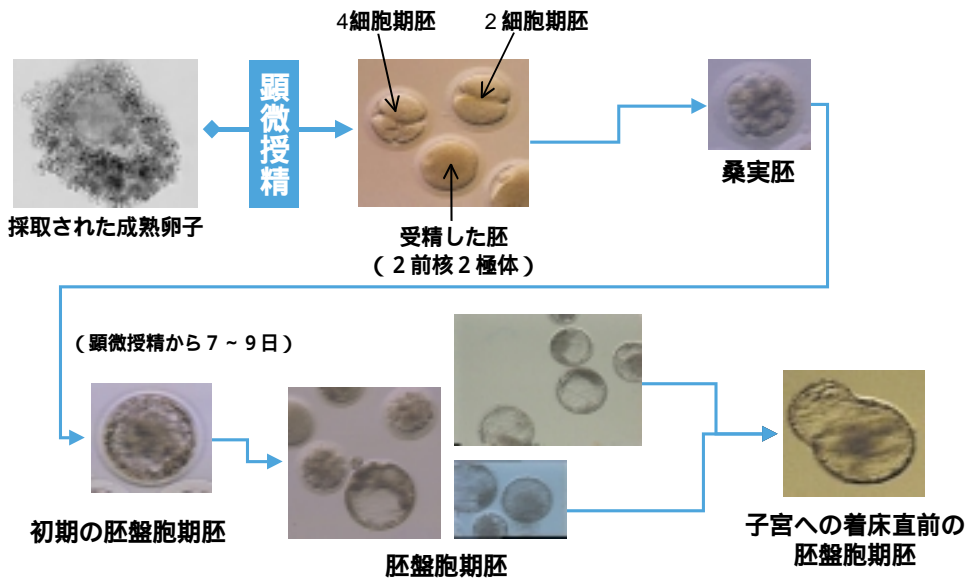 4細胞期胚
2細胞期胚
顕微授精
採取された成熟卵子
受精した胚
(2前核2極体)
桑実胚
(顕微授精から7~9日)
初期の胚盤胞期胚
胚盤胞期胚
子宮への着床直前の
胚盤胞期胚